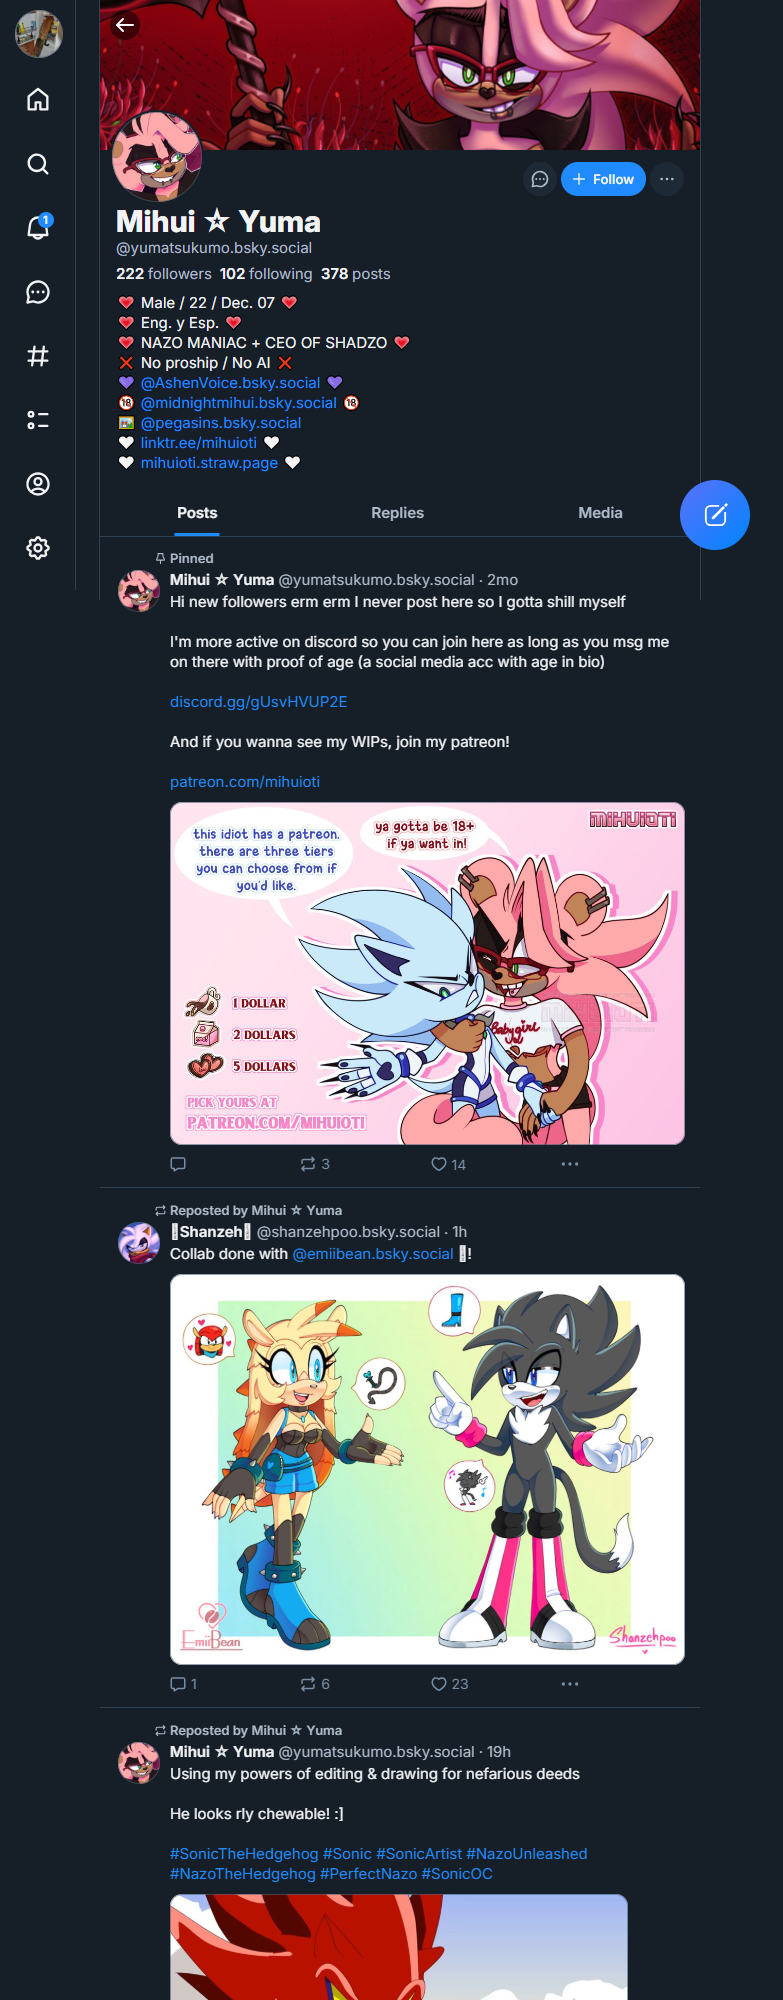 1
Follow
Mihui ☆ Yuma
@yumatsukumo.bsky.social
222 followers 102 following 378 posts
❤️ Male / 22 / Dec. 07 ❤️
❤️ Eng. y Esp. ❤️
❤️ NAZO MANIAC + CEO OF SHADZO ❤️
❌ No proship / No AI ❌
💜 @AshenVoice.bsky.social 💜
🔞 @midnightmihui.bsky.social 🔞
🖼️ @pegasins.bsky.social
🤍 linktr.ee/mihuioti 🤍
🤍 mihuioti.straw.page 🤍
Posts Replies Media
Pinned
Mihui ☆ Yuma @yumatsukumo.bsky.social · 2mo
Hi new followers erm erm I never post here so I gotta shill myself
I'm more active on discord so you can join here as long as you msg me
on there with proof of age (a social media acc with age in bio)
discord.gg/gUsvHVUP2E
And if you wanna see my WIPs, join my patreon!
patreon.com/mihuioti
this idiot has a patreon.
there are three tiers
you can choose from if
you'd like.
ya gotta be 18+
if ya want in!
MIHUIOTI
Babygirl
1 DOLLAR
2 DOLLARS
5 DOLLARS
PICK YOURS AT
PATREON.COM/MIHUIOTI
3 14
Reposted by Mihui ☆ Yuma
Shanzeh @shanzehpoo.bsky.social · 1h
Collab done with @emiibean.bsky.social !
EmiiBean
Shanzehpoo
1 6 23
Reposted by Mihui ☆ Yuma
Mihui ☆ Yuma @yumatsukumo.bsky.social · 19h
Using my powers of editing & drawing for nefarious deeds
He looks rly chewable! :]
#SonicTheHedgehog #Sonic #SonicArtist #NazoUnleashed
#NazoTheHedgehog #PerfectNazo #SonicOC